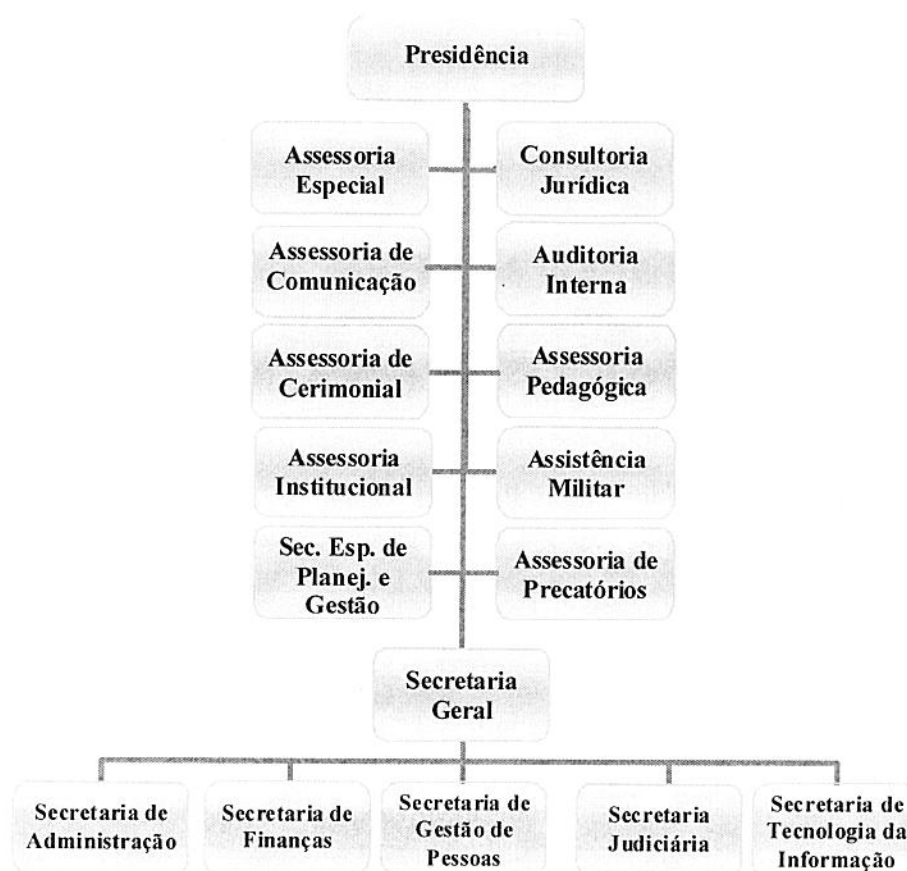 Presidência
Assessoria
Especial
Consultoria
Jurídica
Assessoria de
Comunicação
Auditoria
Interna
Assessoria de
Cerimonial
Assessoria
Pedagógica
Assessoria
Institucional
Assistência
Militar
Sec. Esp. de
Planej. e
Gestão
Assessoria de
Precatórios
Secretaria
Geral
Secretaria de
Administração
Secretaria de
Finanças
Secretaria de
Gestão de
Pessoas
Secretaria
Judiciária
Secretaria de
Tecnologia da
Informação